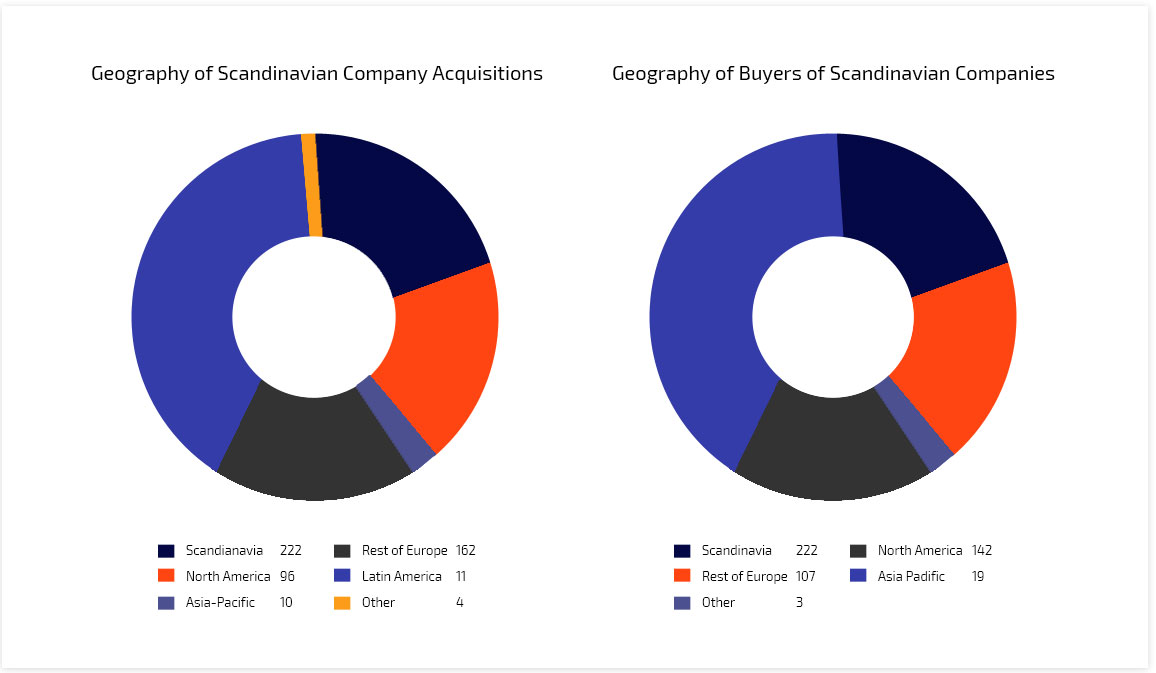 Geography of Scandinavian Company Acquisitions
Geography of Buyers of Scandinavian Companies
Scandianavia 222
Rest of Europe 162
North America 96
Latin America 11
Asia-Pacific 10
Other 4
Scandinavia 222
North America 142
Rest of Europe 107
Asia Padific 19
Other 3